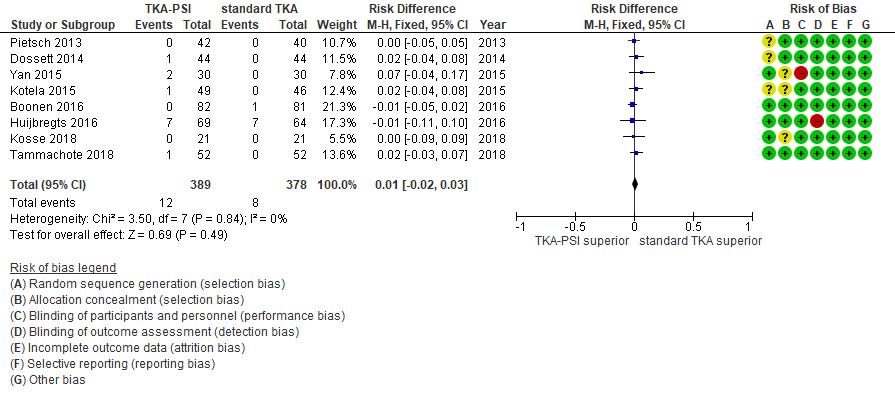 TKA-PSI standard TKA Risk Difference Risk Difference Risk of Bias
Study or Subgroup Events Total Events Total Weight M-H, Fixed, 95% CI Year M-H, Fixed, 95% CI A B C D E F G
Pietsch 2013 0 42 0 40 10.7% 0.00 [-0.05, 0.05] 2013 ? + + + + + +
Dossett 2014 1 44 0 44 11.5% 0.02 [-0.04, 0.08] 2014 ? + + + + + +
Yan 2015 2 30 0 30 7.8% 0.07 [-0.04, 0.17] 2015 + ? + + + +
Kotela 2015 1 49 0 46 12.4% 0.02 [-0.04, 0.08] 2015 ? ? + + + + +
Boonen 2016 0 82 1 81 21.3% -0.01 [-0.05, 0.02] 2016 + + + + + + +
Huijbregts 2016 7 69 7 64 17.3% -0.01 [-0.11, 0.10] 2016 + + + + + +
Kosse 2018 0 21 0 21 5.5% 0.00 [-0.09, 0.09] 2018 + ? + + + + +
Tammachote 2018 1 52 0 52 13.6% 0.02 [-0.03, 0.07] 2018 + + + + + + +
Total (95% CI) 389 378 100.0% 0.01 [-0.02, 0.03]
Total events 12 8
Heterogeneity: Chi² = 3.50, df = 7 (P = 0.84); I² = 0%
Test for overall effect: Z = 0.69 (P = 0.49)
-1 -0.5 0 0.5 1
TKA-PSI superior standard TKA superior
Risk of bias legend
(A) Random sequence generation (selection bias)
(B) Allocation concealment (selection bias)
(C) Blinding of participants and personnel (performance bias)
(D) Blinding of outcome assessment (detection bias)
(E) Incomplete outcome data (attrition bias)
(F) Selective reporting (reporting bias)
(G) Other bias